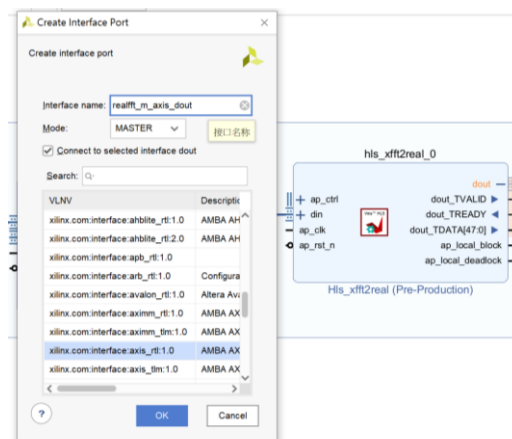 Create Interface Port
Create interface port
Interface name: realfft_m_axis_dout
Mode: MASTER
接口名称
Connect to selected interface dout
Search:
VLNV Descriptic
xilinx.com:interface:ahblite_rtl:1.0 AMBA AH
xilinx.com:interface:ahblite_rtl:2.0 AMBA AH
xilinx.com:interface:apb_rtl:1.0
xilinx.com:interface:arb_rtl:1.0 Configura
xilinx.com:interface:avalon_rtl:1.0 Altera Ava
xilinx.com:interface:aximm_rtl:1.0 AMBA AX
xilinx.com:interface:aximm_tlm:1.0 AMBA AX
xilinx.com:interface:axis_rtl:1.0 AMBA AX
xilinx.com:interface:axis_tlm:1.0 AMBA AX
? OK Cancel
hls_xfft2real_0
dout
ap_ctrl dout_TVALID
din dout_TREADY
ap_clk dout_TDATA[47:0]
ap_rst_n ap_local_block
ap_local_deadlock
Hls_xfft2real (Pre-Production)